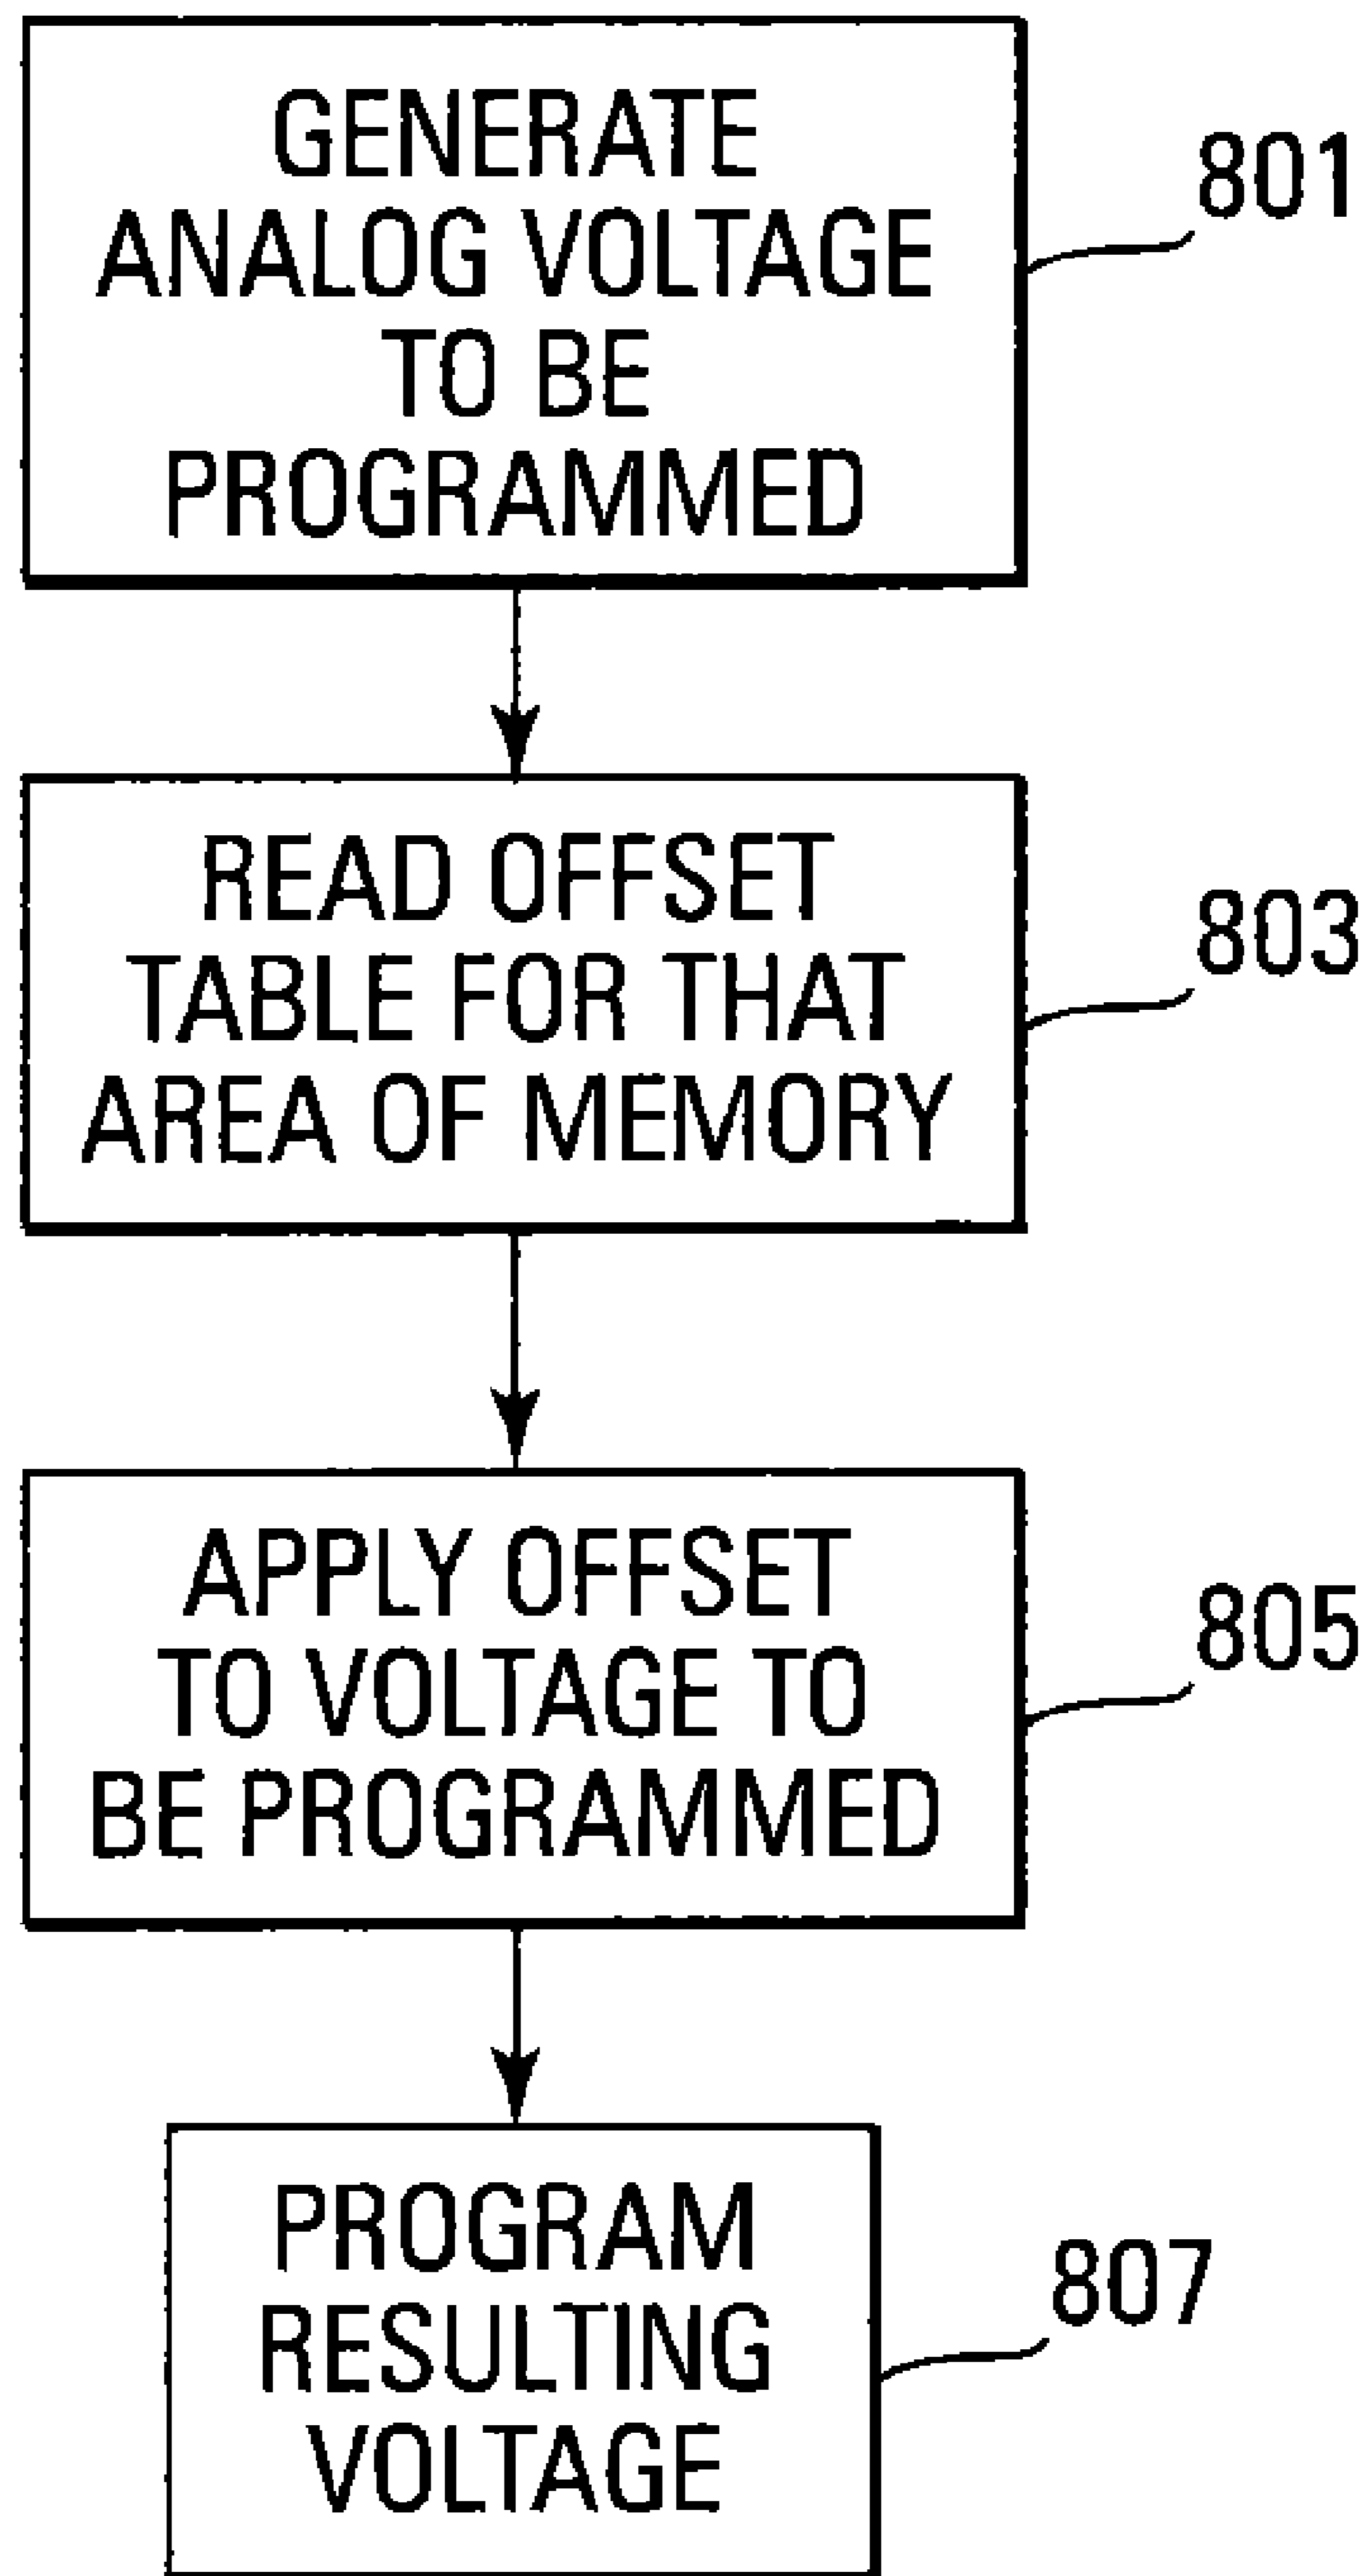 GENERATE
ANALOG VOLTAGE
TO BE
PROGRAMMED
801
READ OFFSET
TABLE FOR THAT
AREA OF MEMORY
803
APPLY OFFSET
TO VOLTAGE TO
BE PROGRAMMED
805
PROGRAM
RESULTING
VOLTAGE
807